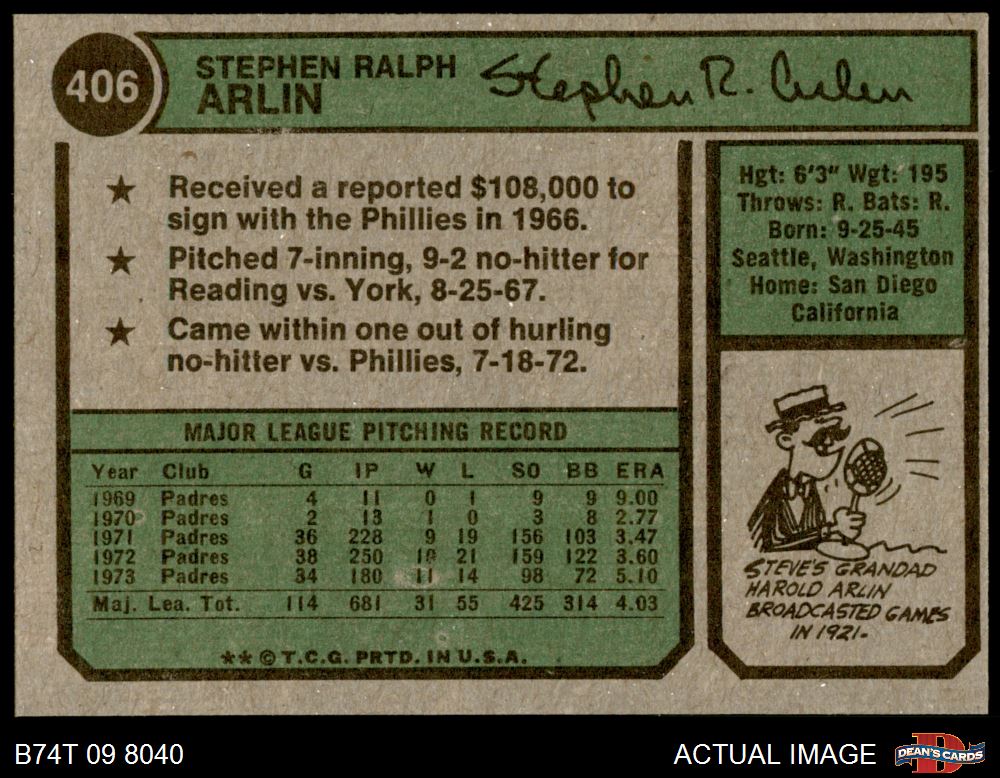 406
STEPHEN RALPH
ARLIN
Stephen R. Arlin
★ Received a reported $108,000 to
sign with the Phillies in 1966.
★ Pitched 7-inning, 9-2 no-hitter for
Reading vs. York, 8-25-67.
★ Came within one out of hurling
no-hitter vs. Phillies, 7-18-72.
Hgt: 6'3" Wgt: 195
Throws: R. Bats: R.
Born: 9-25-45
Seattle, Washington
Home: San Diego
California
MAJOR LEAGUE PITCHING RECORD
Year Club G IP W L SO BB ERA
1969 Padres 4 11 0 1 9 9 9.00
1970 Padres 2 13 1 0 3 8 2.77
1971 Padres 36 228 9 19 156 103 3.47
1972 Padres 38 250 10 21 159 122 3.60
1973 Padres 34 180 11 14 98 72 5.10
Maj. Lea. Tot. 114 681 31 55 425 314 4.03
★★ © T.C.G. PRTD. IN U.S.A.
STEVE'S GRANDAD
HAROLD ARLIN
BROADCASTED GAMES
IN 1921.
B74T 09 8040
ACTUAL IMAGE
DEAN'S CARDS